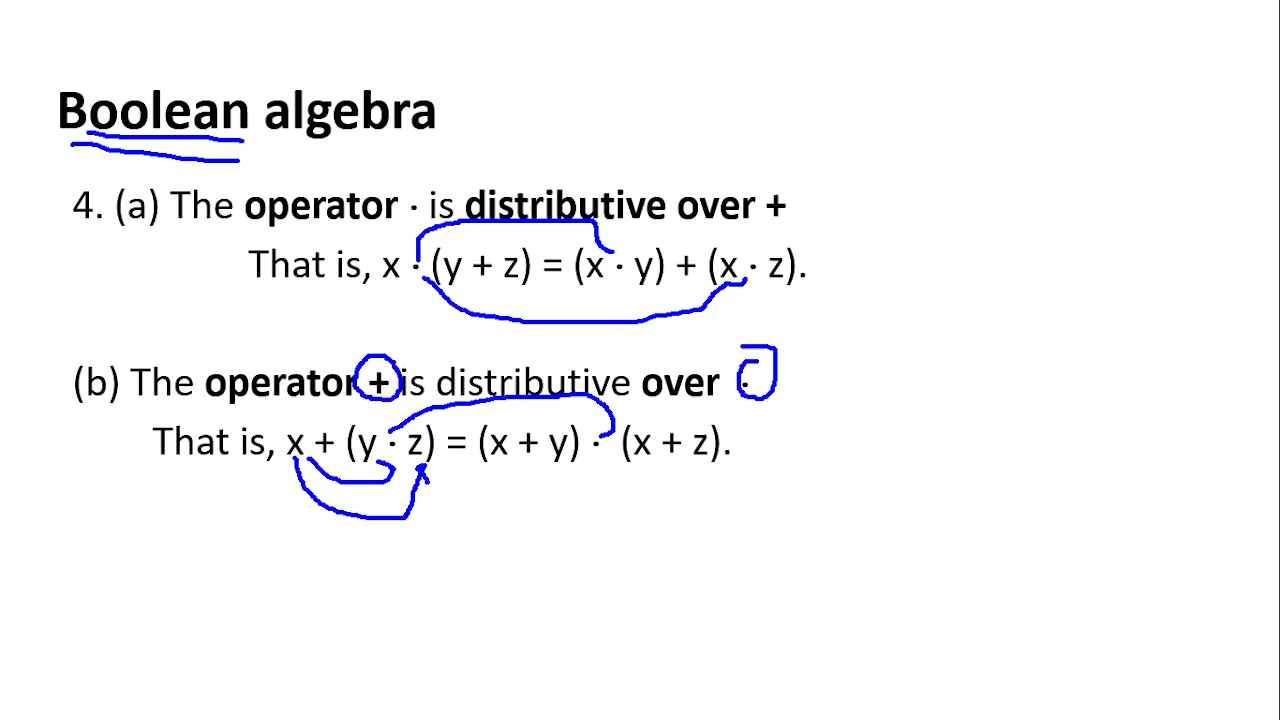 Boolean algebra
4. (a) The operator · is distributive over +
That is, x · (y + z) = (x · y) + (x · z).
(b) The operator + is distributive over ·
That is, x + (y · z) = (x + y) · (x + z).